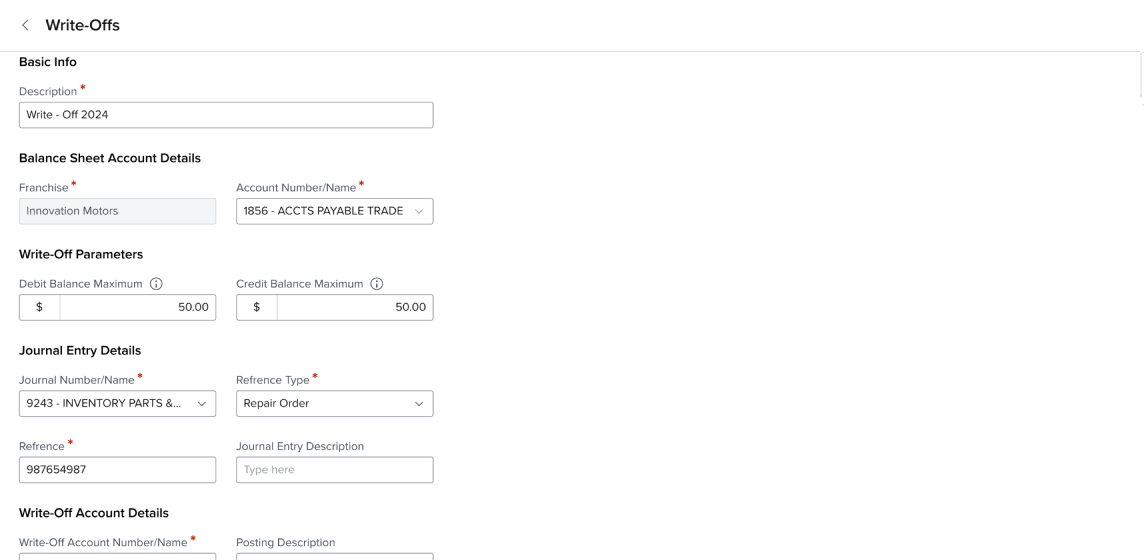 Write-Offs
Basic Info
Description *
Write - Off 2024
Balance Sheet Account Details
Franchise * Account Number/Name *
Innovation Motors 1856 - ACCTS PAYABLE TRADE
Write-Off Parameters
Debit Balance Maximum Credit Balance Maximum
$ 50.00 $ 50.00
Journal Entry Details
Journal Number/Name * Refrence Type *
9243 - INVENTORY PARTS &... Repair Order
Refrence * Journal Entry Description
987654987 Type here
Write-Off Account Details
Write-Off Account Number/Name * Posting Description